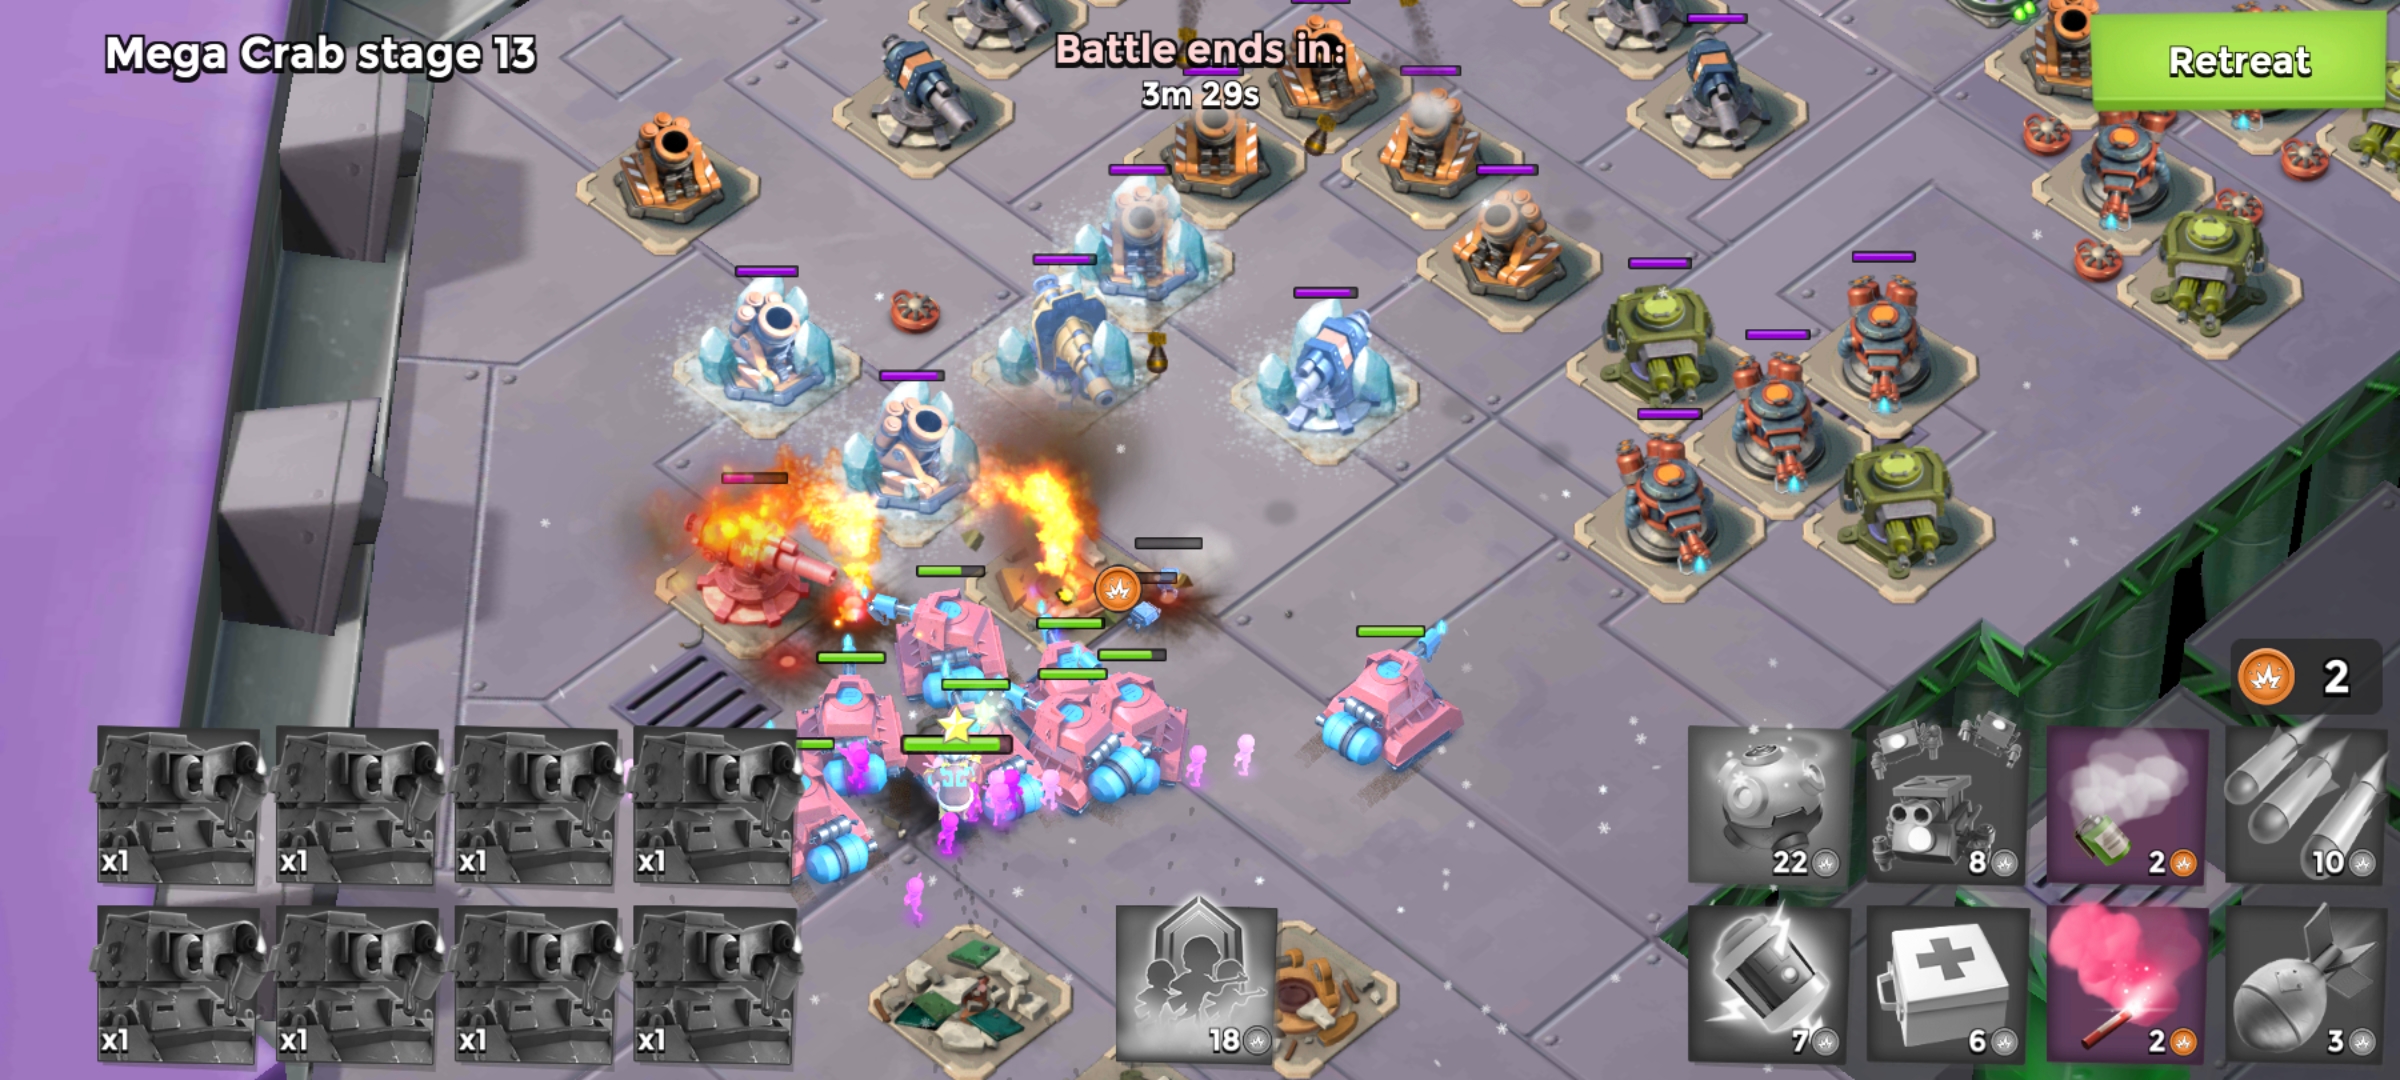 Mega Crab stage 13
Battle ends in:
3m 29s
Retreat
2
x1 x1 x1 x1
22 8 2 10
x1 x1 x1 x1
18
7 6 2 3